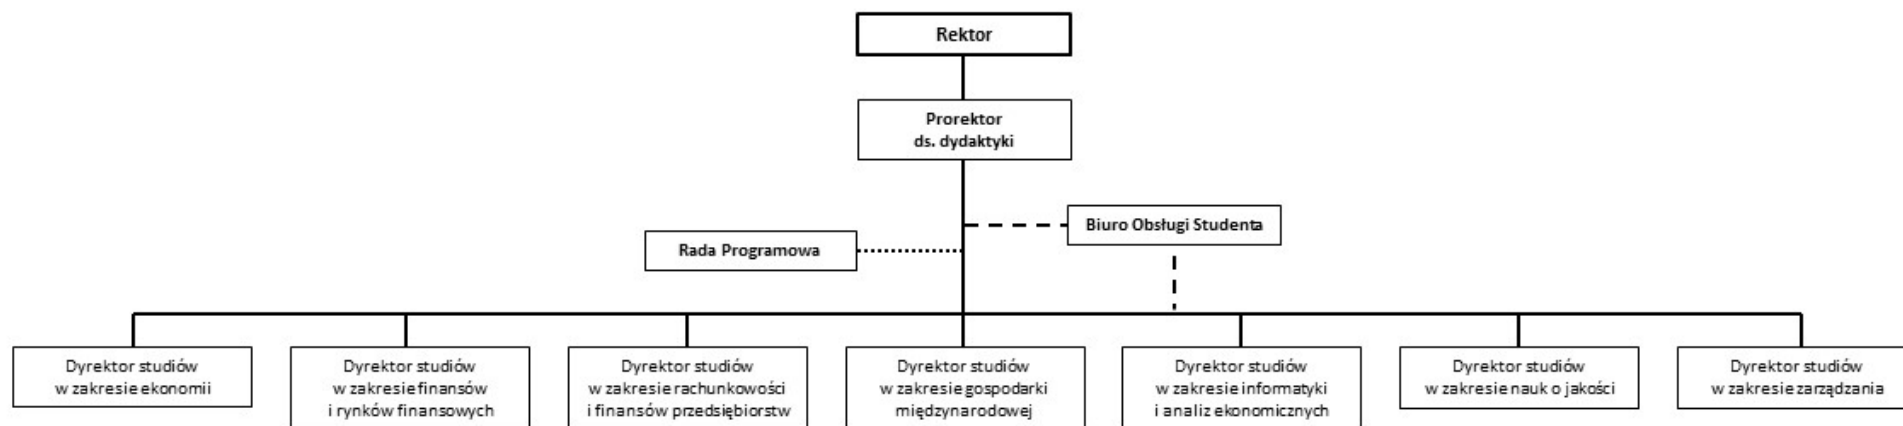 Rektor
Prorektor
ds. dydaktyki
Biuro Obsługi Studenta
Rada Programowa
Dyrektor studiów
w zakresie ekonomii
Dyrektor studiów
w zakresie finansów
i rynków finansowych
Dyrektor studiów
w zakresie rachunkowości
i finansów przedsiębiorstw
Dyrektor studiów
w zakresie gospodarki
międzynarodowej
Dyrektor studiów
w zakresie informatyki
i analiz ekonomicznych
Dyrektor studiów
w zakresie nauk o jakości
Dyrektor studiów
w zakresie zarządzania